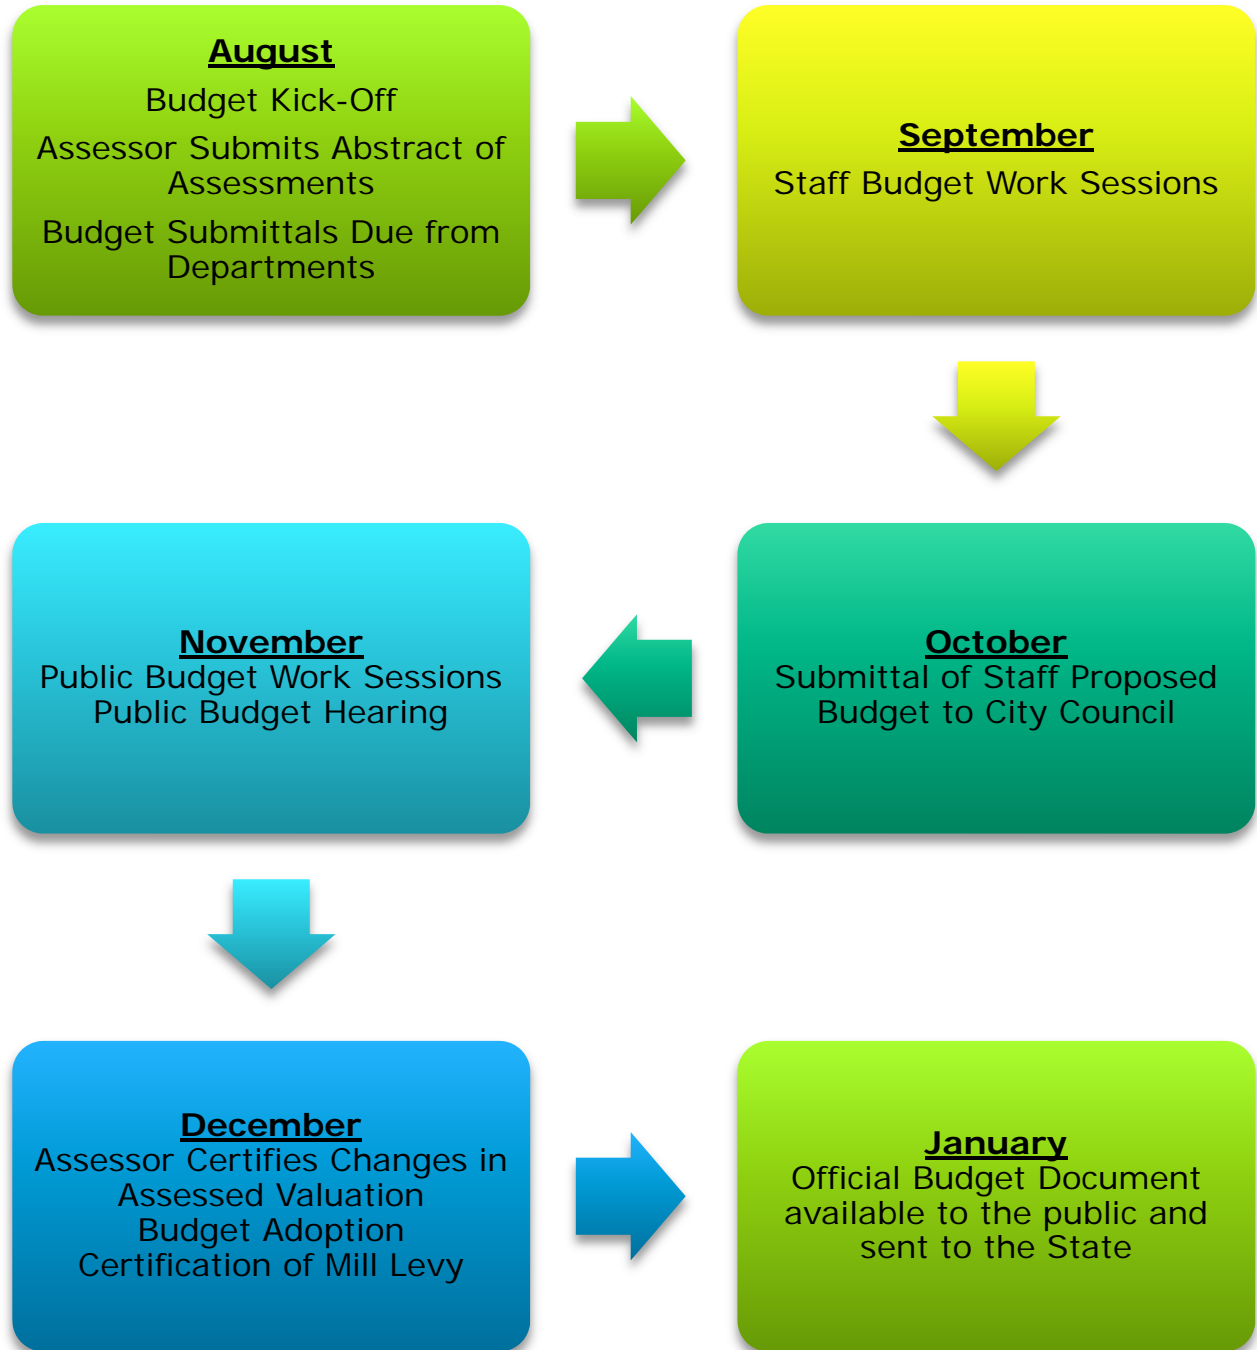 August
Budget Kick-Off
Assessor Submits Abstract of
Assessments
Budget Submittals Due from
Departments
September
Staff Budget Work Sessions
October
Submittal of Staff Proposed
Budget to City Council
November
Public Budget Work Sessions
Public Budget Hearing
December
Assessor Certifies Changes in
Assessed Valuation
Budget Adoption
Certification of Mill Levy
January
Official Budget Document
available to the public and
sent to the State